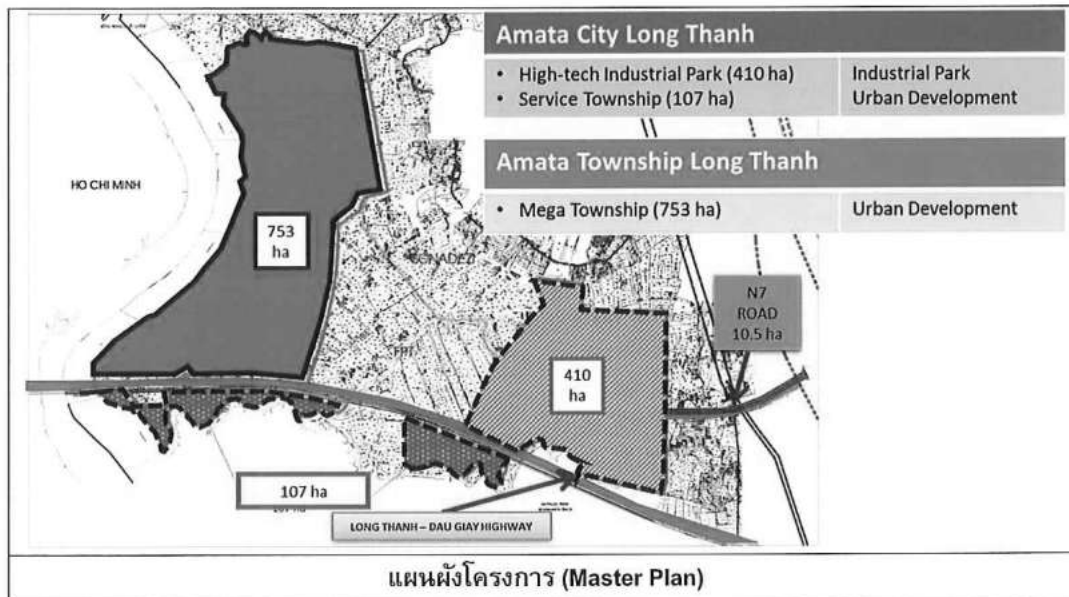 Amata City Long Thanh
• High-tech Industrial Park (410 ha) Industrial Park
• Service Township (107 ha) Urban Development
Amata Township Long Thanh
• Mega Township (753 ha) Urban Development
HO CHI MINH
753
ha
FPT
410
ha
N7
ROAD
10.5 ha
107 ha
LONG THANH – DAU GIAY HIGHWAY
แผนผังโครงการ (Master Plan)